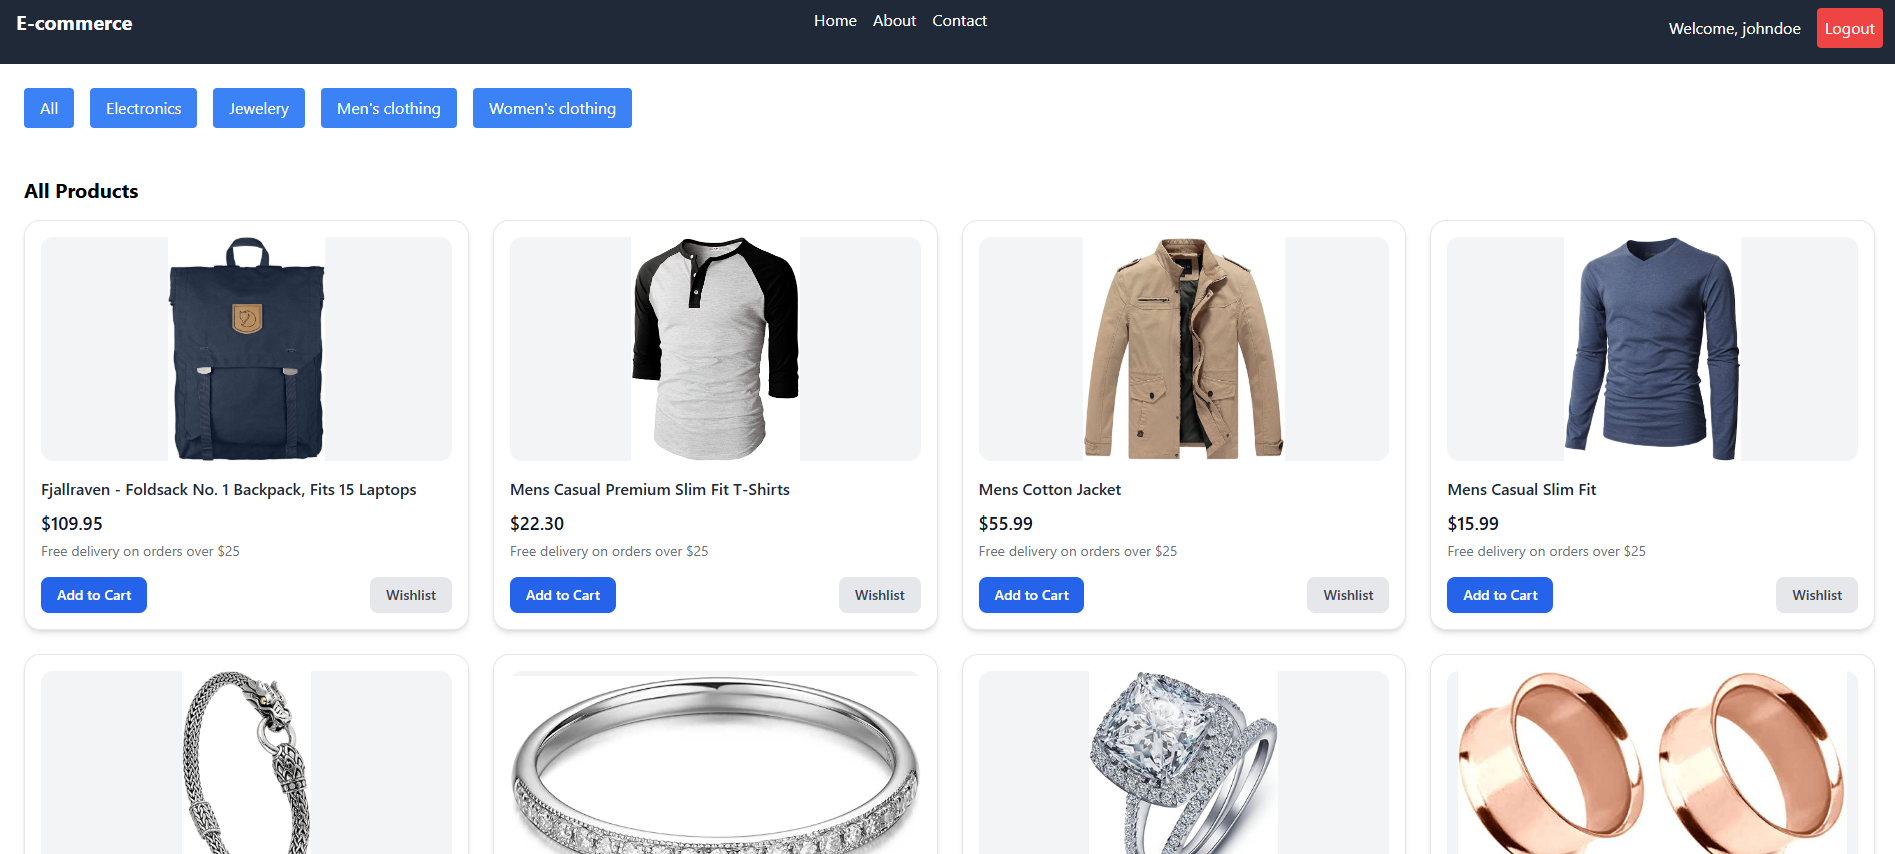 E-commerce
Home About Contact
Welcome, johndoe
Logout
All
Electronics
Jewelery
Men's clothing
Women's clothing
All Products
Fjallraven - Foldsack No. 1 Backpack, Fits 15 Laptops
$109.95
Free delivery on orders over $25
Add to Cart
Wishlist
Mens Casual Premium Slim Fit T-Shirts
$22.30
Free delivery on orders over $25
Add to Cart
Wishlist
Mens Cotton Jacket
$55.99
Free delivery on orders over $25
Add to Cart
Wishlist
Mens Casual Slim Fit
$15.99
Free delivery on orders over $25
Add to Cart
Wishlist